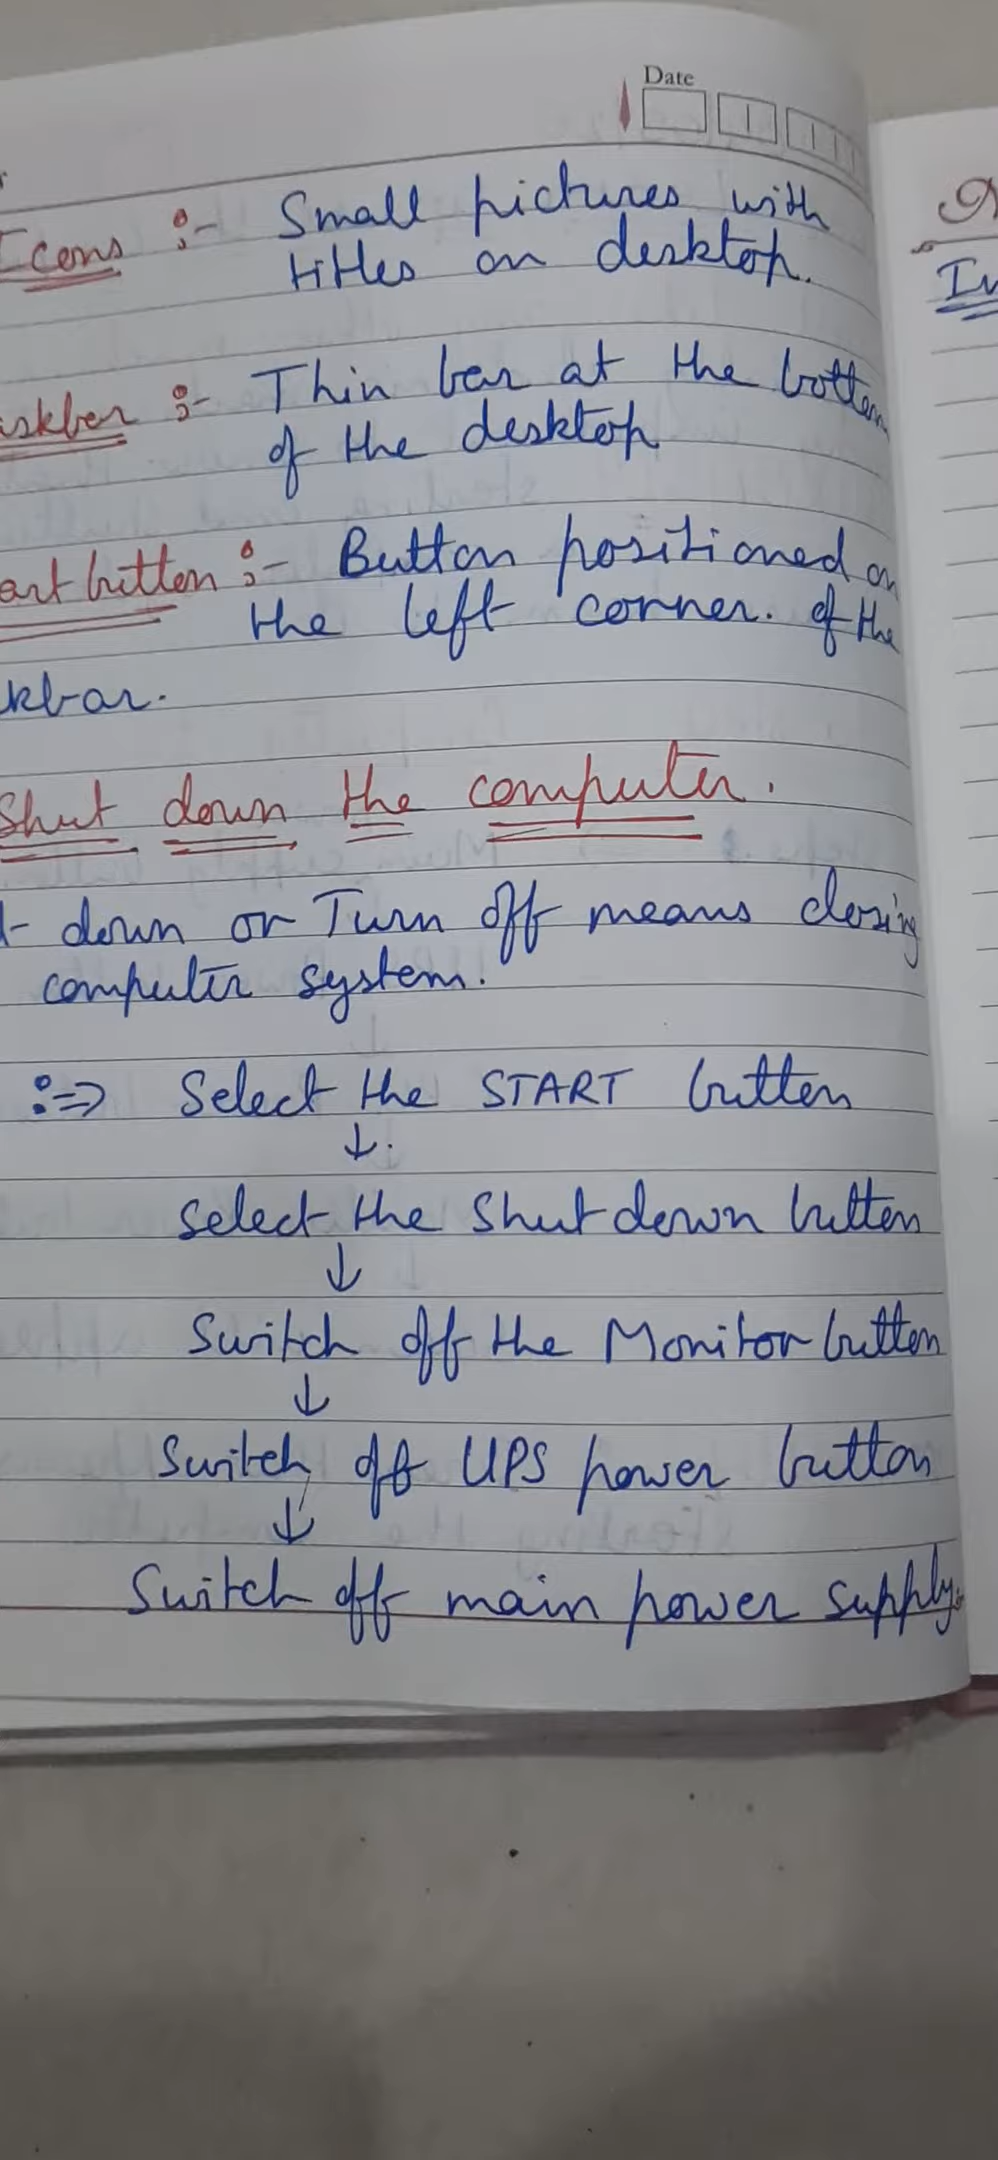 Date
Icons :- Small pictures with
titles on desktop.
askbar :- Thin bar at the bottom
of the desktop
art button :- Button positioned on
the left corner. of the
kbar.
Shut down the computer.
down or Turn off means closing
computer system.
:⇒ Select the START button
↓.
select the Shut down button
↓
Switch off the Monitor button
↓
Switch off UPS power button
↓
Switch off main power supply.